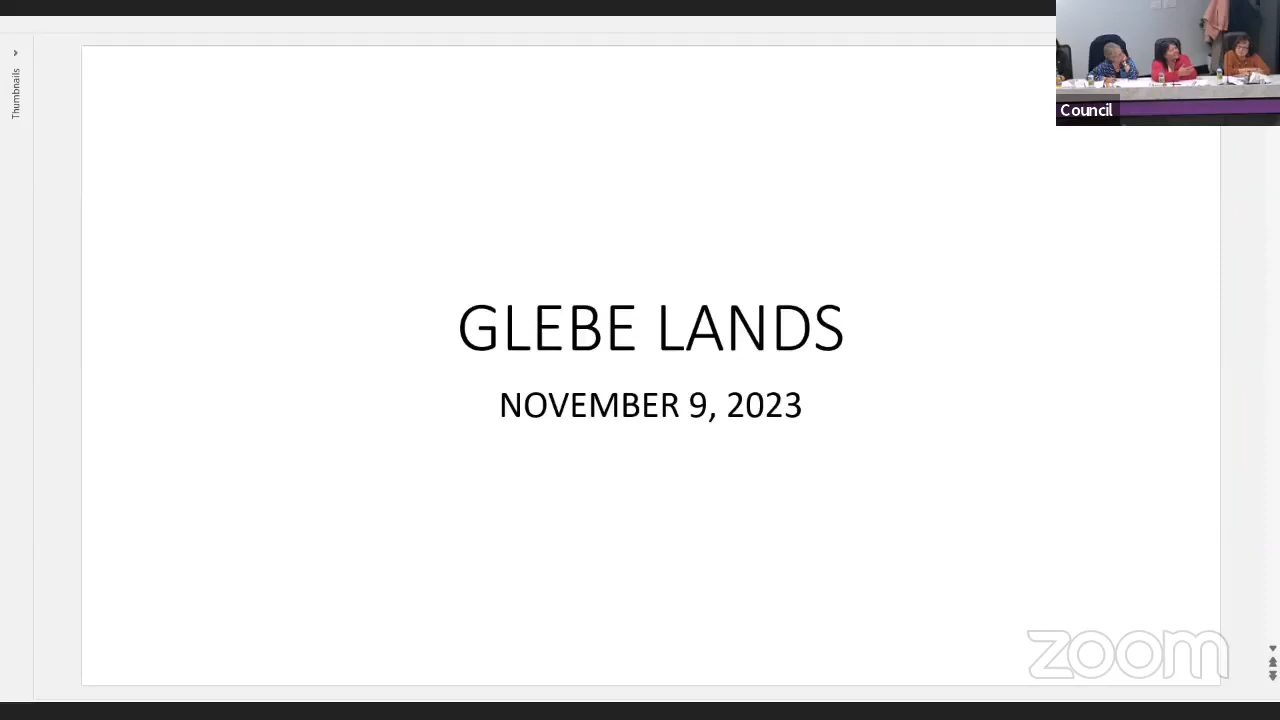 Thumbnails
Council
GLEBE LANDS
NOVEMBER 9, 2023
zoom